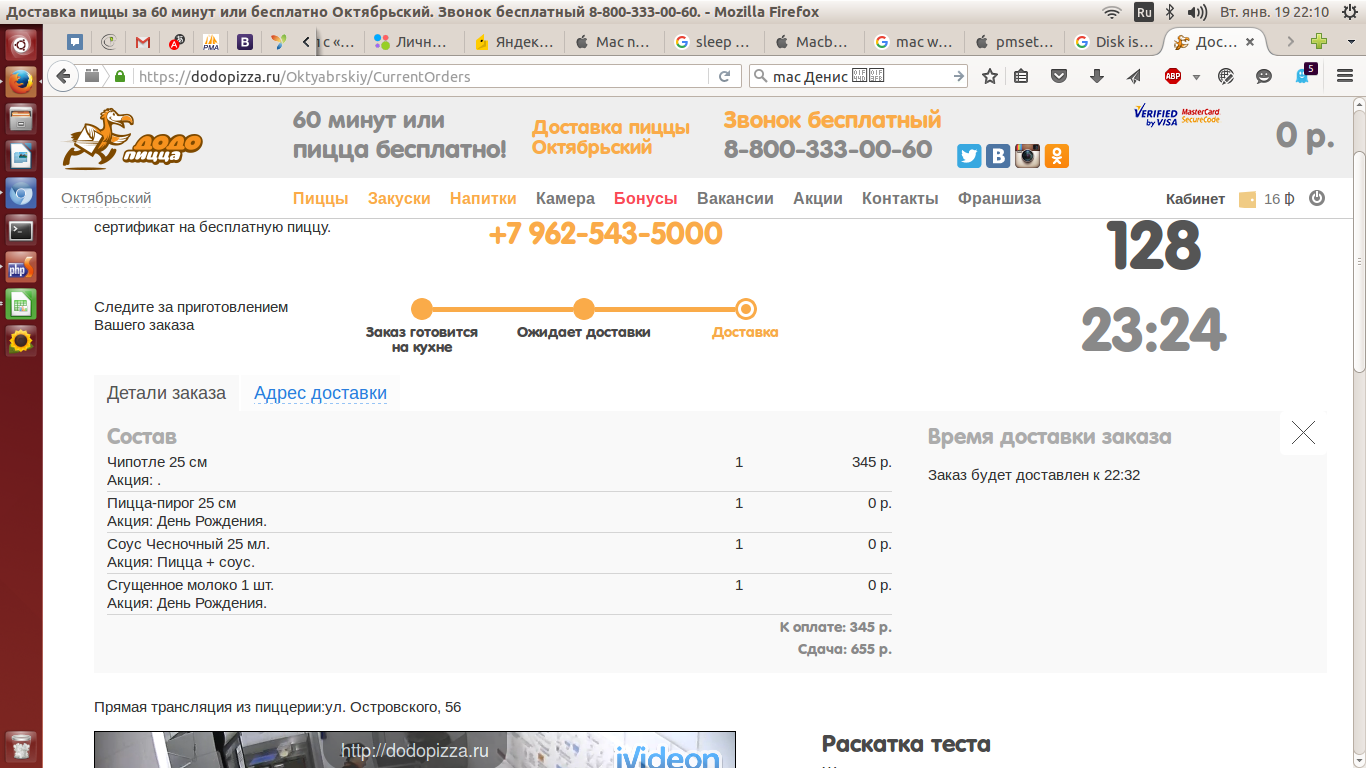 Доставка пиццы за 60 минут или бесплатно Октябрьский. Звонок бесплатный 8-800-333-00-60. - Mozilla Firefox
Ru
Вт. янв. 19 22:10
с «…
Личн…
Яндек…
Mac n…
sleep …
Macb…
mac w…
pmset…
Disk is…
Дос…
https://dodopizza.ru/Oktyabrskiy/CurrentOrders
mac Денис
ABP
5
ДОДО
ПИЦЦА
60 минут или
пицца бесплатно!
Доставка пиццы
Октябрьский
Звонок бесплатный
8-800-333-00-60
VERIFIED
by VISA
MasterCard
SecureCode
0 р.
Октябрьский
Пиццы
Закуски
Напитки
Камера
Бонусы
Вакансии
Акции
Контакты
Франшиза
Кабинет
16
сертификат на бесплатную пиццу.
+7 962-543-5000
128
Следите за приготовлением
Вашего заказа
Заказ готовится
на кухне
Ожидает доставки
Доставка
23:24
Детали заказа
Адрес доставки
Состав
Чипотле 25 см 1 345 р.
Акция: .
Пицца-пирог 25 см 1 0 р.
Акция: День Рождения.
Соус Чесночный 25 мл. 1 0 р.
Акция: Пицца + соус.
Сгущенное молоко 1 шт. 1 0 р.
Акция: День Рождения.
К оплате: 345 р.
Сдача: 655 р.
Время доставки заказа
Заказ будет доставлен к 22:32
Прямая трансляция из пиццерии:ул. Островского, 56
http://dodopizza.ru
iVideon
Раскатка теста